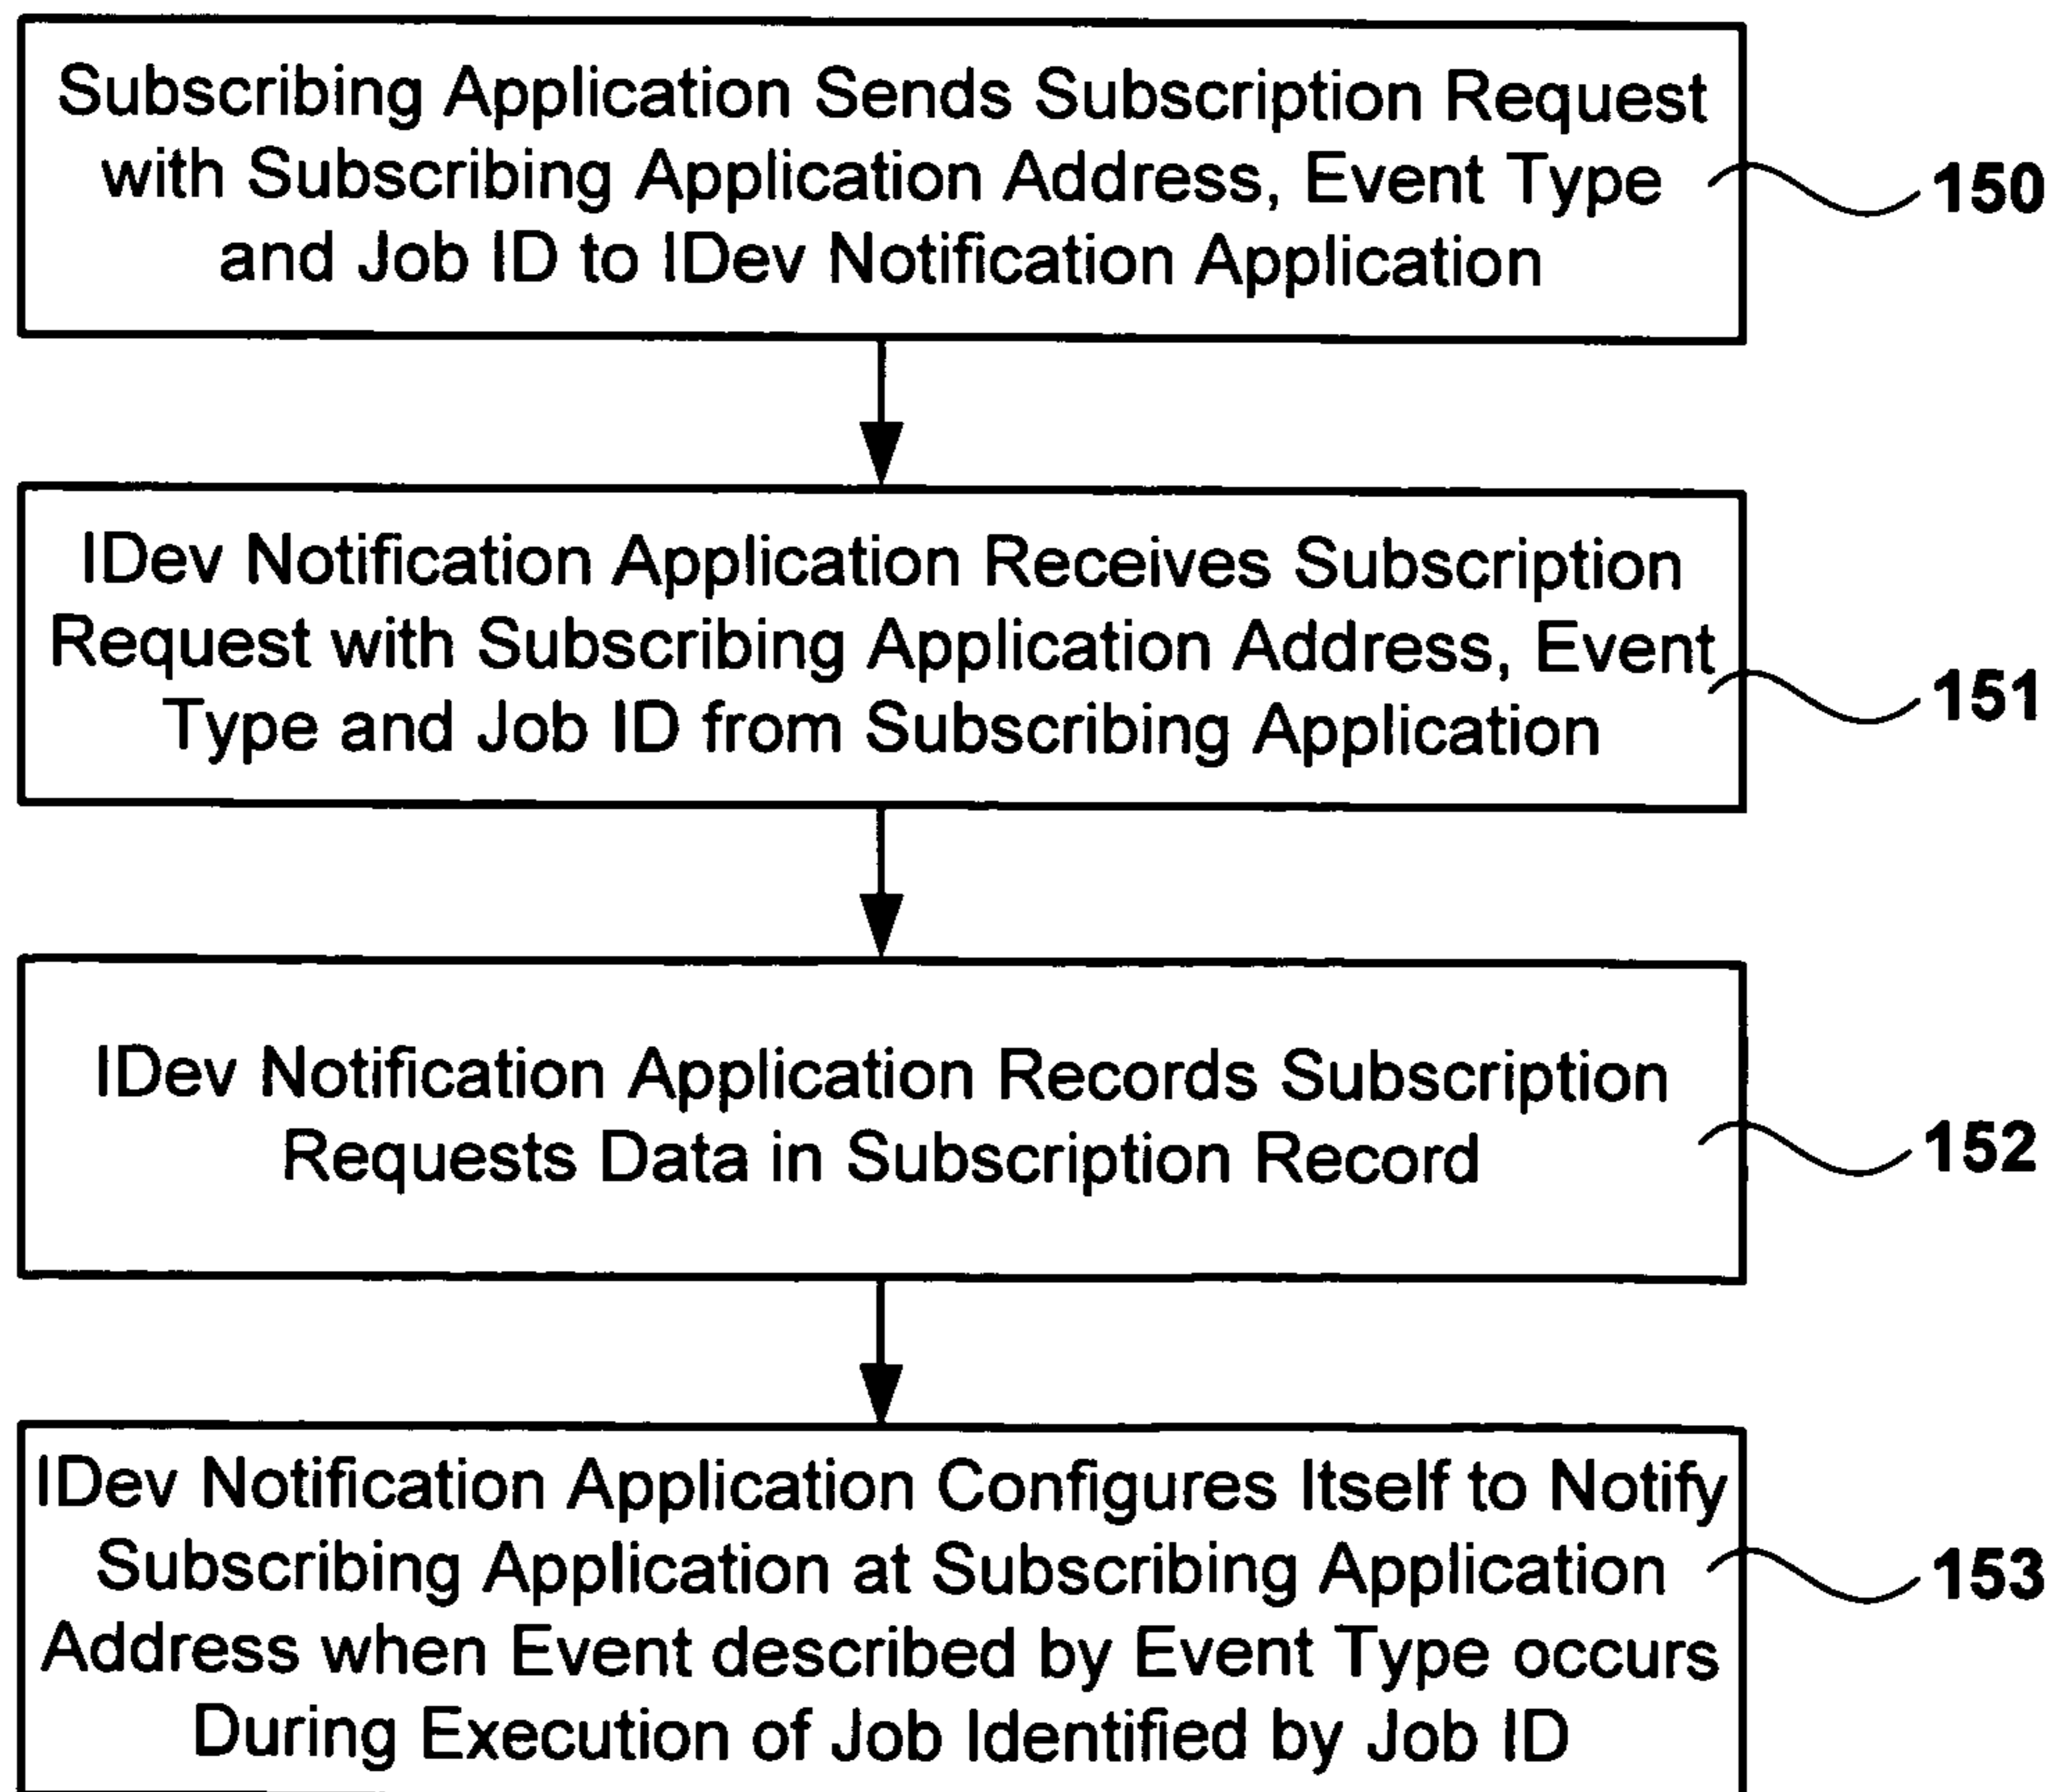 Subscribing Application Sends Subscription Request
with Subscribing Application Address, Event Type
and Job ID to IDev Notification Application
150
IDev Notification Application Receives Subscription
Request with Subscribing Application Address, Event
Type and Job ID from Subscribing Application
151
IDev Notification Application Records Subscription
Requests Data in Subscription Record
152
IDev Notification Application Configures Itself to Notify
Subscribing Application at Subscribing Application
Address when Event described by Event Type occurs
During Execution of Job Identified by Job ID
153